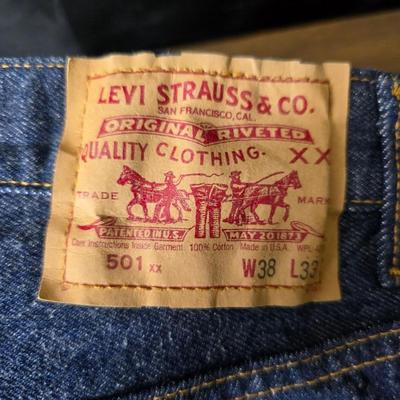 LEVI STRAUSS & CO.
SAN FRANCISCO, CAL.
ORIGINAL RIVETED
QUALITY CLOTHING. XX
TRADE MARK
PATENTED IN U.S. MAY 20 1873
Care Instructions Inside Garment 100% Cotton Made in U.S.A. WPL
501 XX W38 L33